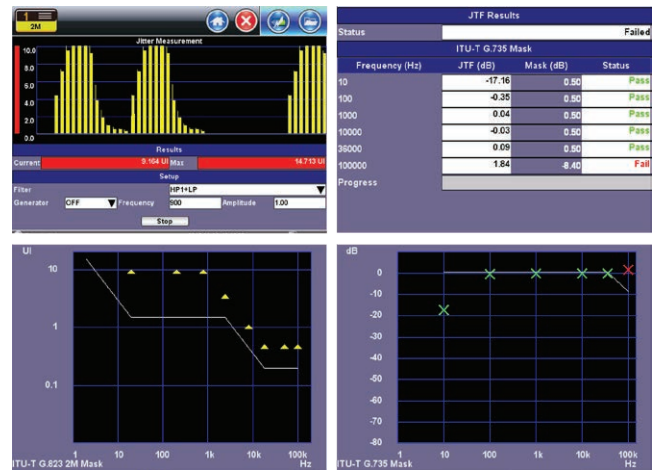 1
2M
Jitter Measurement
10.0
8.0
6.0
4.0
2.0
0.0
Results
Current 9.164 UI Max 14.713 UI
Setup
Filter HP1+LP
Generator OFF Frequency 900 Amplitude 1.00
Stop
JTF Results
Status Failed
ITU-T G.735 Mask
Frequency (Hz) JTF (dB) Mask (dB) Status
10 -17.16 0.50 Pass
100 -0.35 0.50 Pass
1000 0.04 0.50 Pass
10000 -0.03 0.50 Pass
36000 0.09 0.50 Pass
100000 1.84 -8.40 Fail
Progress
UI
10
1
0.1
1 10 100 1k 10k 100k
ITU-T G.823 2M Mask Hz
dB
0
-10
-20
-30
-40
-50
-60
-70
-80
1 10 100 1k 10k 100k
ITU-T G.735 Mask Hz